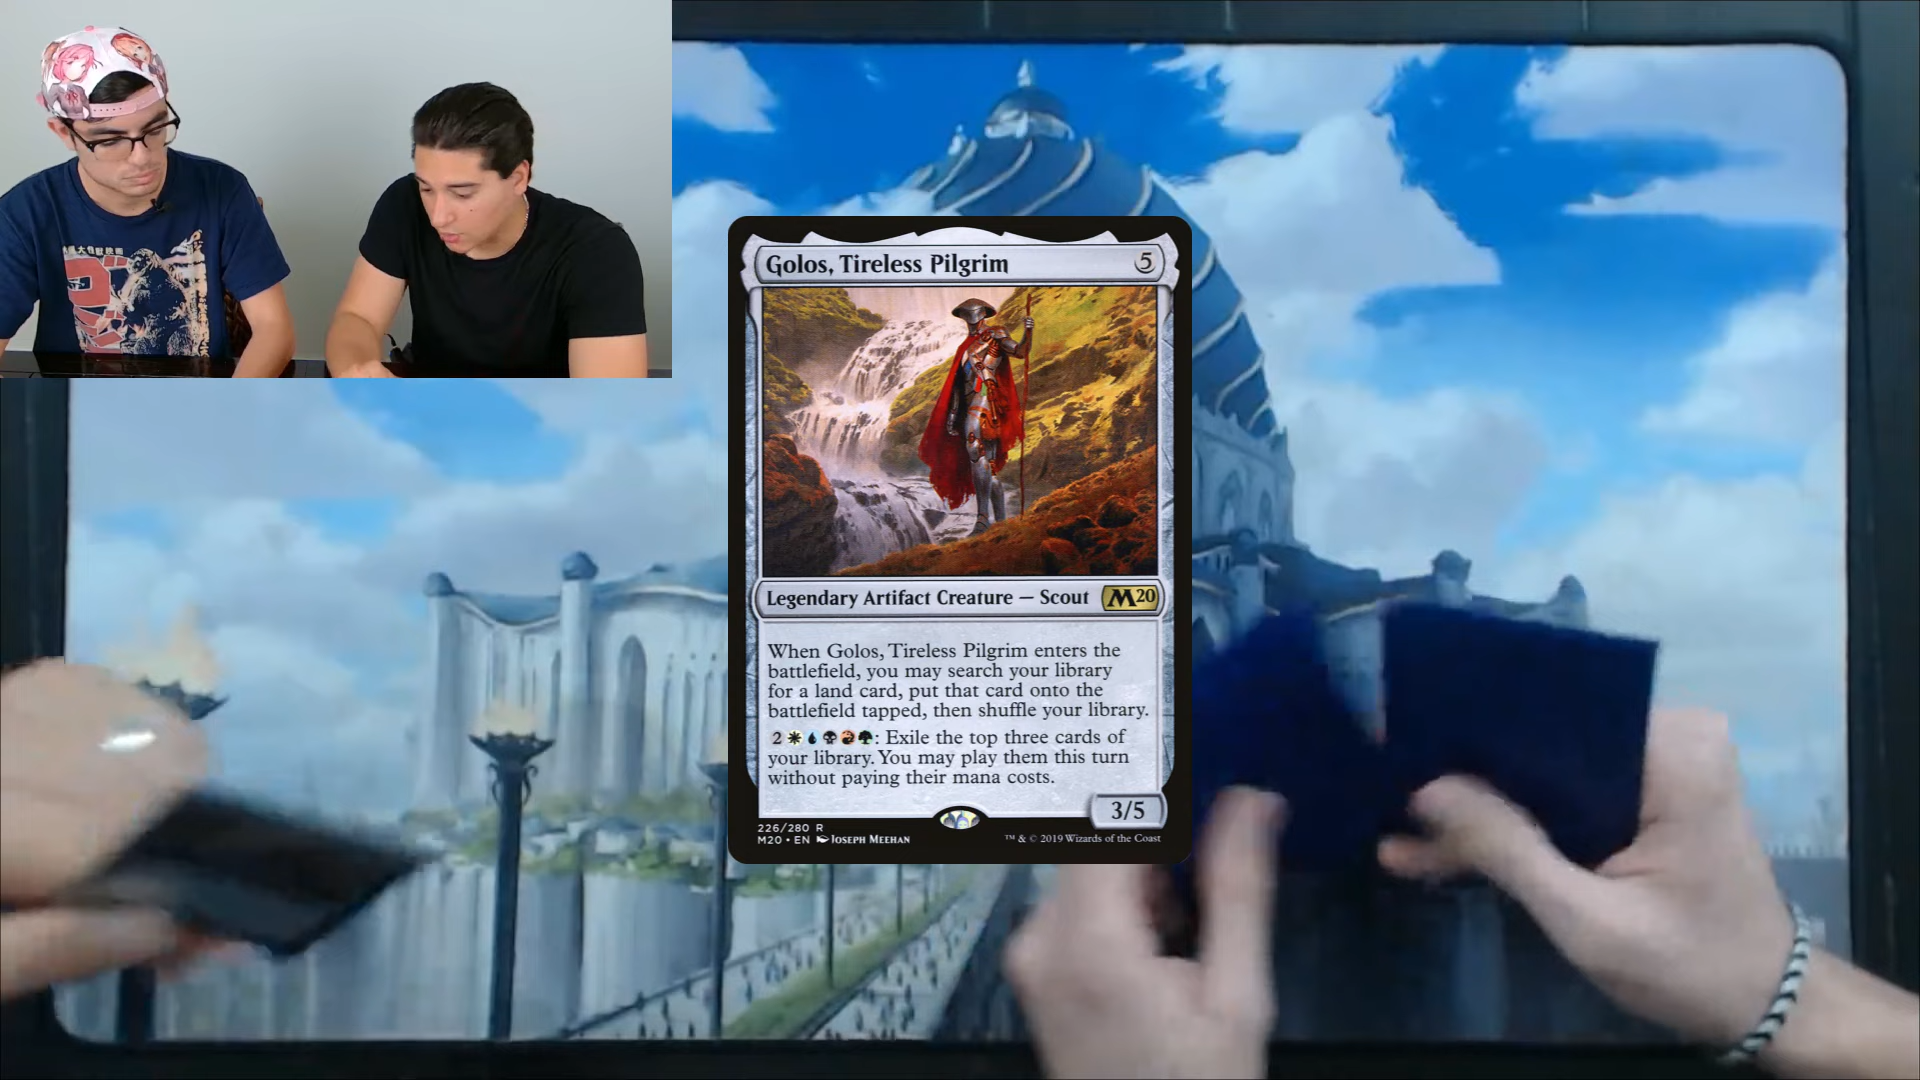 Golos, Tireless Pilgrim 5
Legendary Artifact Creature — Scout M20
When Golos, Tireless Pilgrim enters the
battlefield, you may search your library
for a land card, put that card onto the
battlefield tapped, then shuffle your library.
2: Exile the top three cards of
your library. You may play them this turn
without paying their mana costs.
3/5
226/280 R
M20 • EN Joseph Meehan
™ & © 2019 Wizards of the Coast